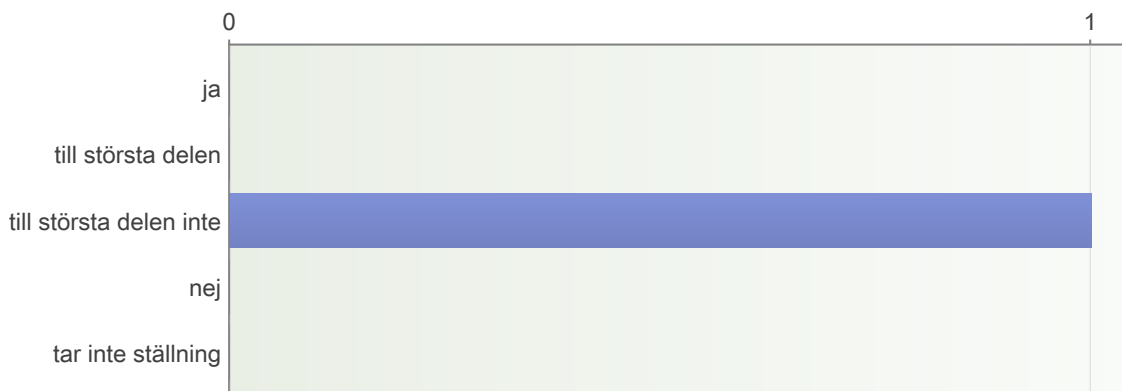 0 1
ja
till största delen
till största delen inte
nej
tar inte ställning